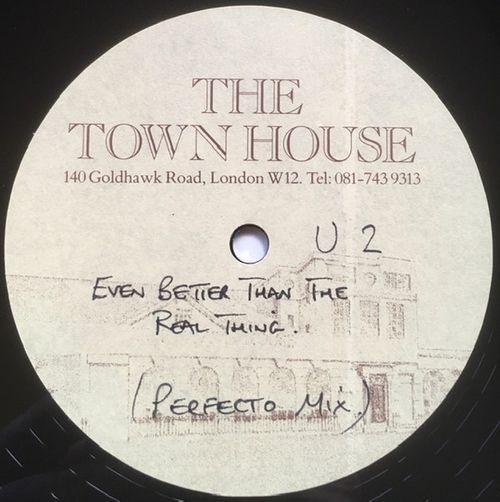 THE
TOWN HOUSE
140 Goldhawk Road, London W12. Tel: 081-743 9313
U2
EVEN BETTER THAN THE
REAL THING.
(PERFECTO MIX)